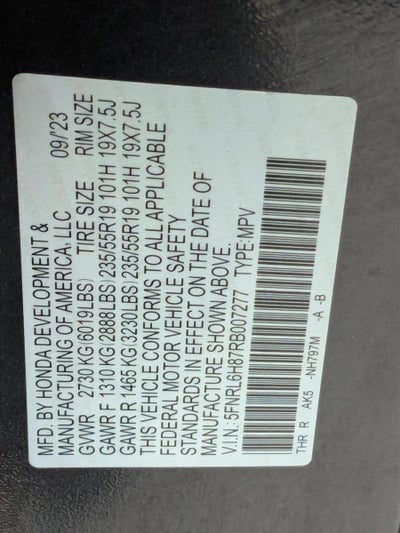 MFD. BY HONDA DEVELOPMENT &
MANUFACTURING OF AMERICA, LLC 09/'23
GVWR 2730 KG(6019LBS) TIRE SIZE RIM SIZE
GAWR F 1310 KG(2888LBS) 235/55R19 101H 19X7.5J
GAWR R 1465 KG(3230LBS) 235/55R19 101H 19X7.5J
THIS VEHICLE CONFORMS TO ALL APPLICABLE
FEDERAL MOTOR VEHICLE SAFETY
STANDARDS IN EFFECT ON THE DATE OF
MANUFACTURE SHOWN ABOVE.
V.I.N.: 5FNRL6H87RB007277 TYPE:MPV
THR R AK5 -NH797M -A -B